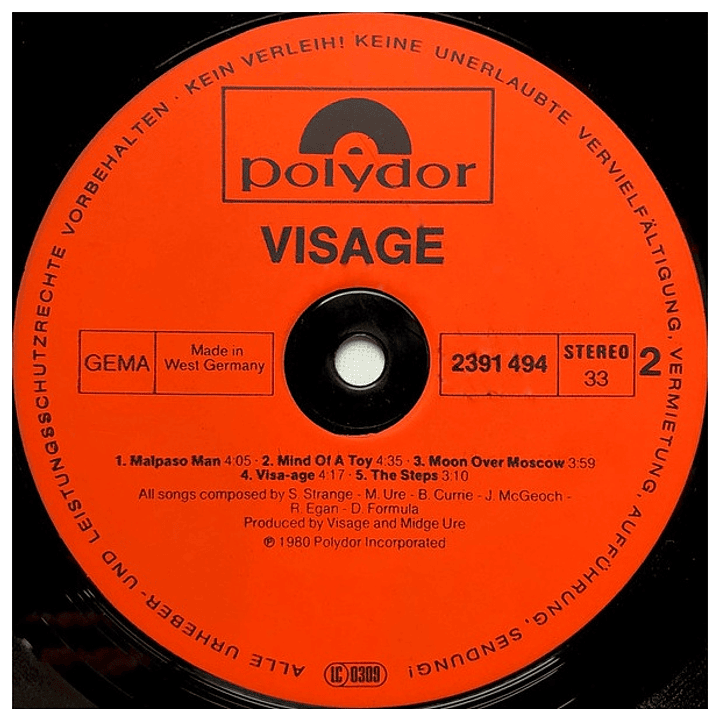 ALLE URHEBER- UND LEISTUNGSSCHUTZRECHTE VORBEHALTEN · KEIN VERLEIH! KEINE UNERLAUBTE VERVIELFÄLTIGUNG, VERMIETUNG, AUFFÜHRUNG, SENDUNG!
polydor
VISAGE
GEMA
Made in
West Germany
2391 494
STEREO
33
2
1. Malpaso Man 4:05 · 2. Mind Of A Toy 4:35 · 3. Moon Over Moscow 3:59
4. Visa-age 4:17 · 5. The Steps 3:10
All songs composed by S. Strange - M. Ure - B. Currie - J. McGeoch -
R. Egan - D. Formula
Produced by Visage and Midge Ure
℗ 1980 Polydor Incorporated
LC 0309